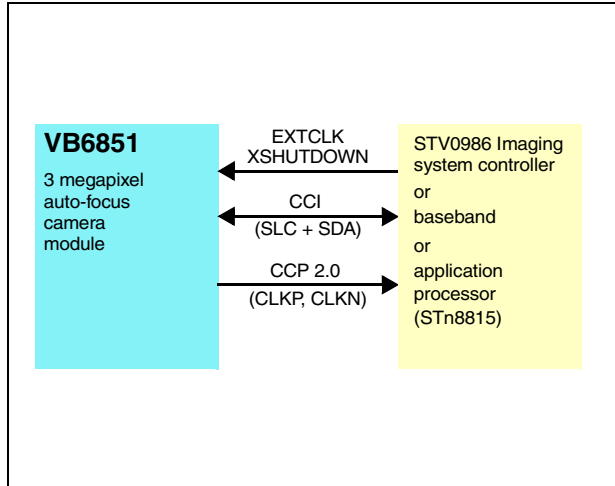 VB6851
3 megapixel
auto-focus
camera
module
EXTCLK
XSHUTDOWN
CCI
(SLC + SDA)
CCP 2.0
(CLKP, CLKN)
STV0986 Imaging
system controller
or
baseband
or
application
processor
(STn8815)